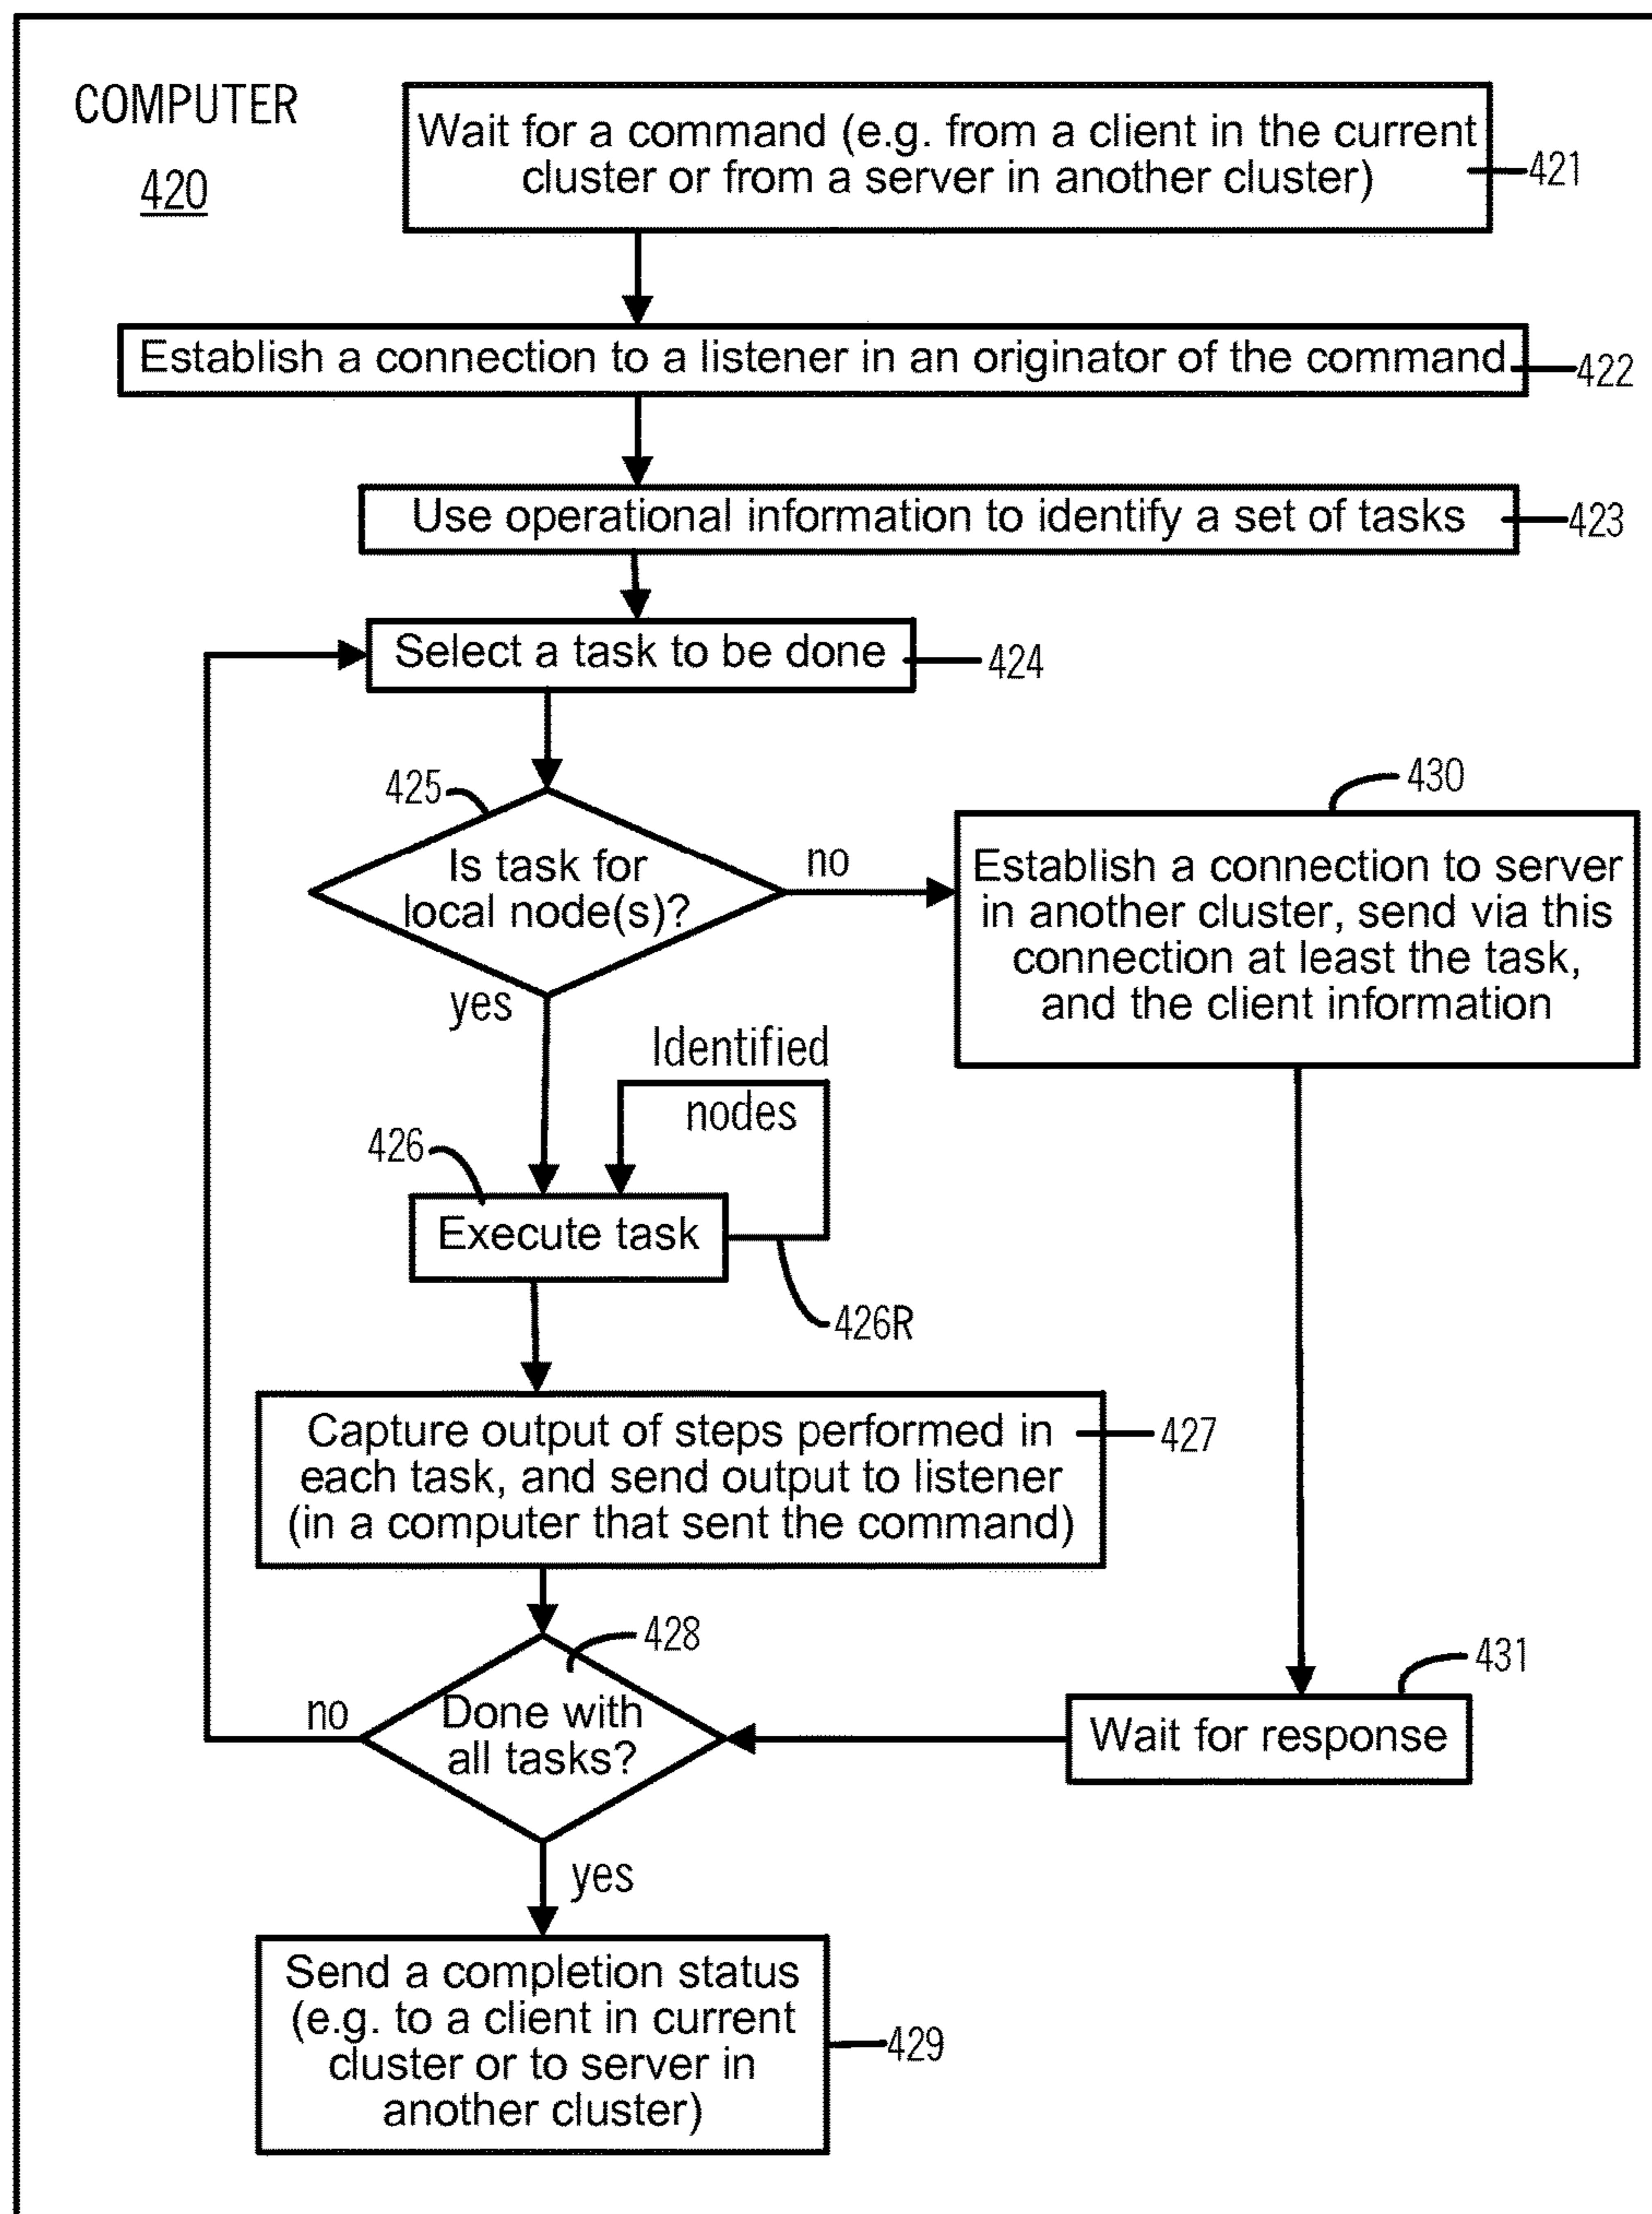 COMPUTER
420
Wait for a command (e.g. from a client in the current
cluster or from a server in another cluster)
421
Establish a connection to a listener in an originator of the command
422
Use operational information to identify a set of tasks
423
Select a task to be done
424
425
Is task for
local node(s)?
no
yes
430
Establish a connection to server
in another cluster, send via this
connection at least the task,
and the client information
Identified
nodes
426
Execute task
426R
Capture output of steps performed in
each task, and send output to listener
(in a computer that sent the command)
427
428
Done with
all tasks?
no
yes
431
Wait for response
Send a completion status
(e.g. to a client in current
cluster or to server in
another cluster)
429